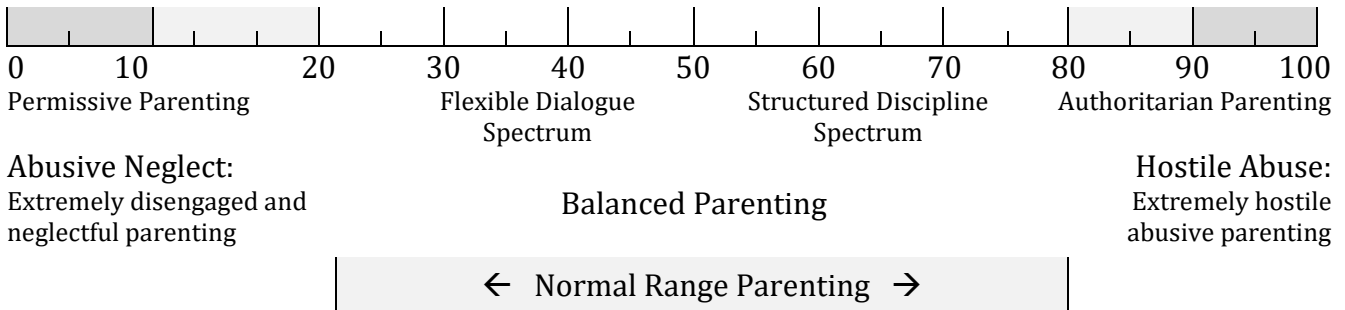 0 10 20 30 40 50 60 70 80 90 100
Permissive Parenting Flexible Dialogue Structured Discipline Authoritarian Parenting
Spectrum Spectrum
Abusive Neglect: Hostile Abuse:
Extremely disengaged and Balanced Parenting Extremely hostile
neglectful parenting abusive parenting
← Normal Range Parenting →